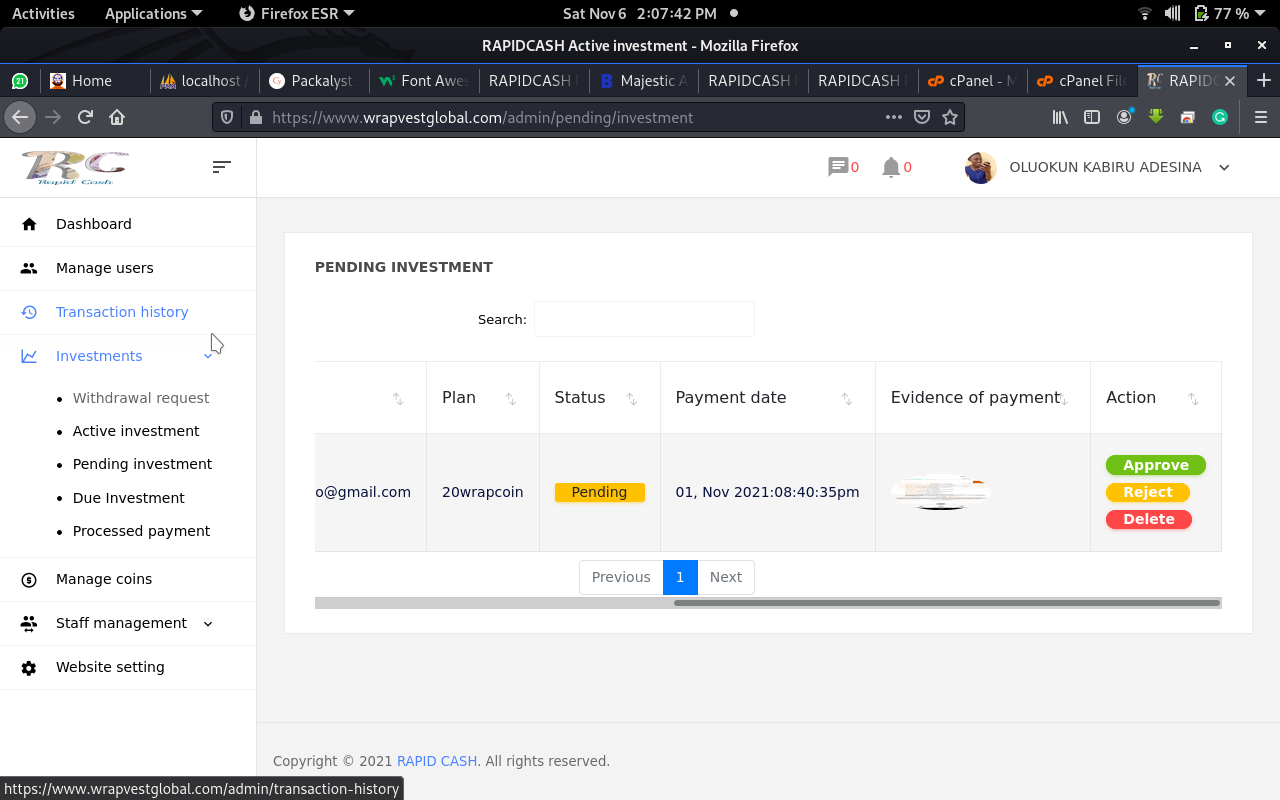 Activities Applications Firefox ESR Sat Nov 6 2:07:42 PM 77 %
RAPIDCASH Active investment - Mozilla Firefox
21 Home localhost / Packalyst Font Awes RAPIDCASH Majestic A RAPIDCASH RAPIDCASH cPanel - M cPanel File RAPIDC
https://www.wrapvestglobal.com/admin/pending/investment
RC
Rapid Cash
0 0 OLUOKUN KABIRU ADESINA
Dashboard
Manage users
Transaction history
Investments
Withdrawal request
Active investment
Pending investment
Due Investment
Processed payment
Manage coins
Staff management
Website setting
PENDING INVESTMENT
Search:
Plan Status Payment date Evidence of payment Action
o@gmail.com 20wrapcoin Pending 01, Nov 2021:08:40:35pm Approve
Reject
Delete
Previous 1 Next
Copyright © 2021 RAPID CASH. All rights reserved.
https://www.wrapvestglobal.com/admin/transaction-history